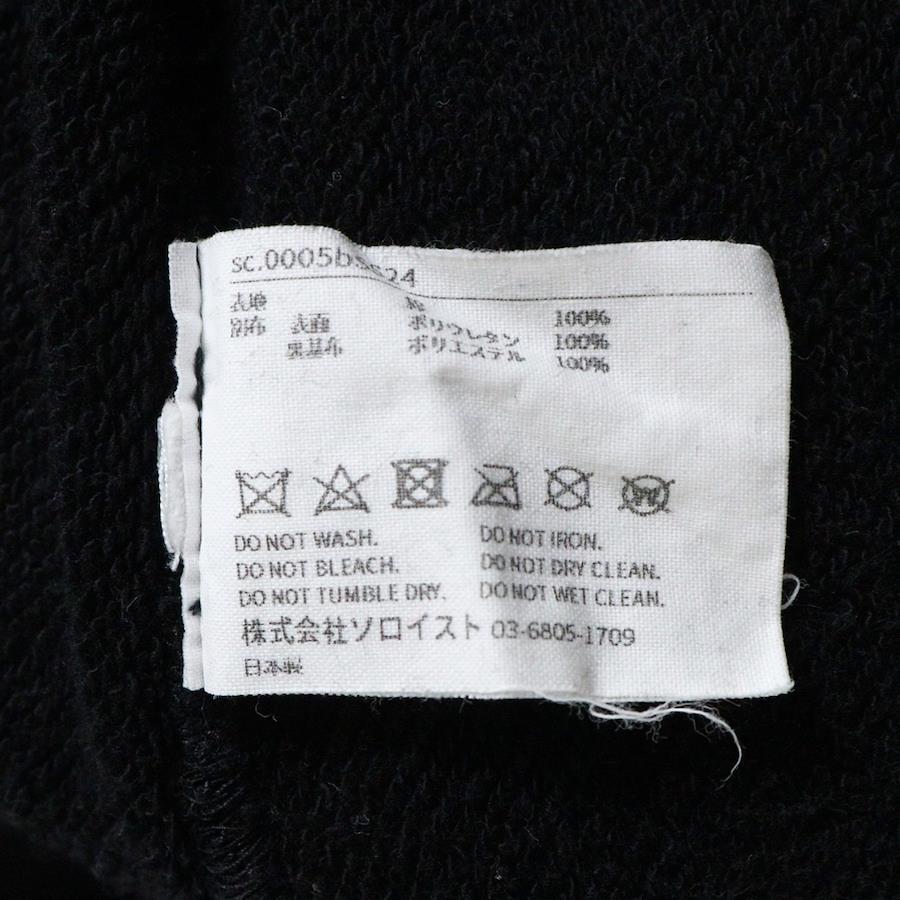 sc.0005bSS24
表地 綿 100%
別布 表面 ポリウレタン 100%
裏基布 ポリエステル 100%
DO NOT WASH. DO NOT IRON.
DO NOT BLEACH. DO NOT DRY CLEAN.
DO NOT TUMBLE DRY. DO NOT WET CLEAN.
株式会社ソロイスト 03-6805-1709
日本製